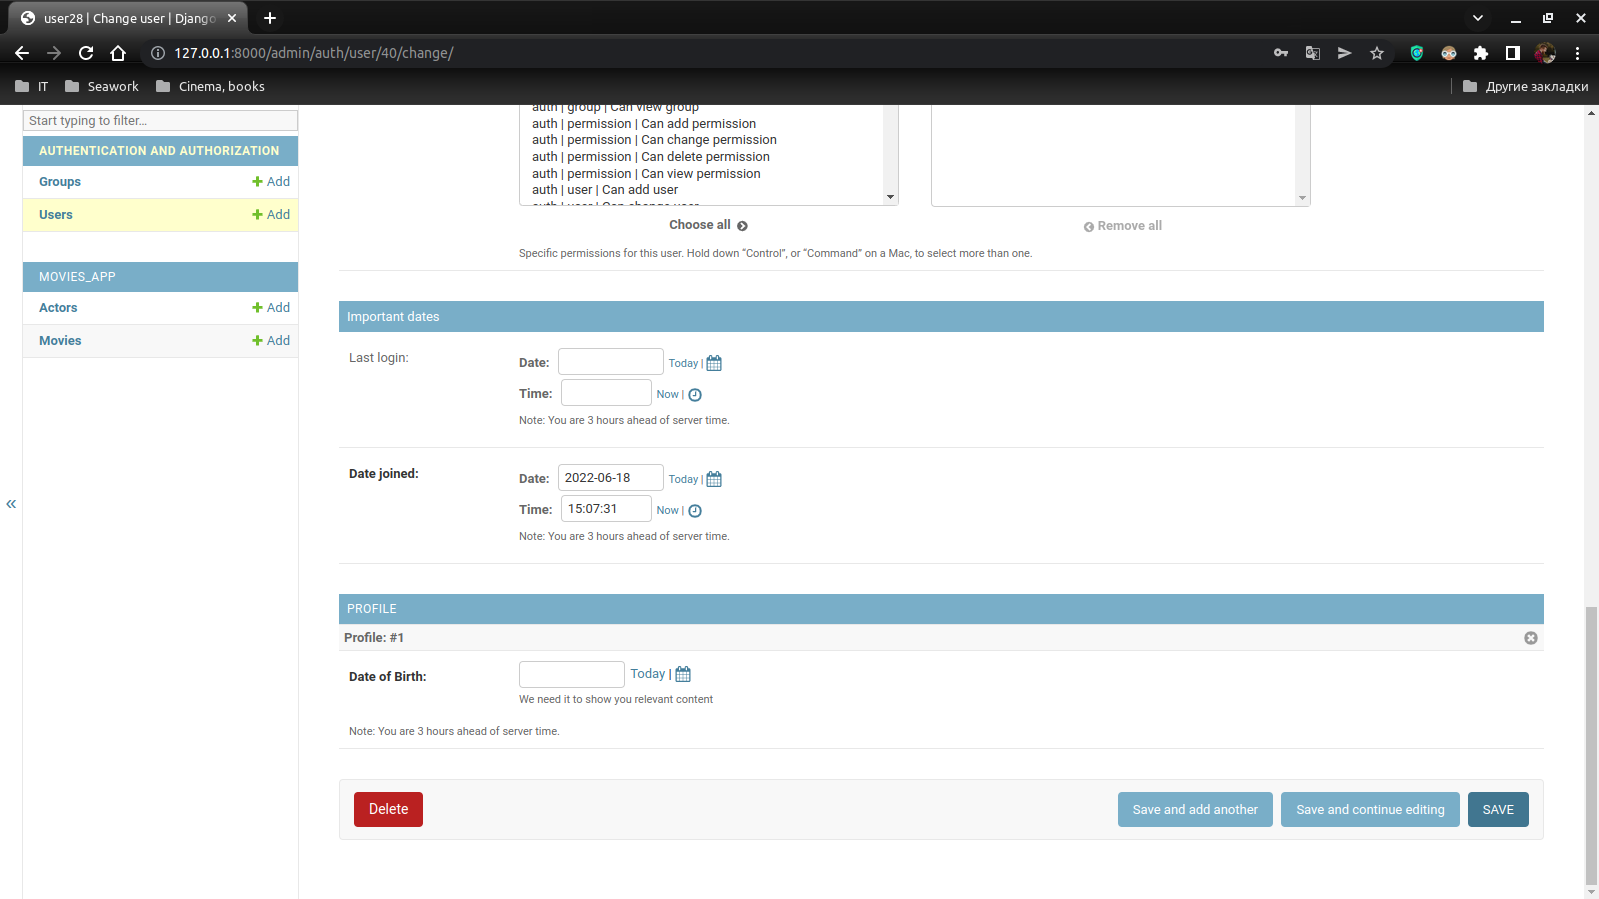 user28 | Change user | Django
127.0.0.1:8000/admin/auth/user/40/change/
IT
Seawork
Cinema, books
Другие закладки
Start typing to filter...
AUTHENTICATION AND AUTHORIZATION
Groups
+ Add
Users
+ Add
MOVIES_APP
Actors
+ Add
Movies
+ Add
«
auth | group | Can view group
auth | permission | Can add permission
auth | permission | Can change permission
auth | permission | Can delete permission
auth | permission | Can view permission
auth | user | Can add user
auth | user | Can change user
Choose all
Remove all
Specific permissions for this user. Hold down “Control”, or “Command” on a Mac, to select more than one.
Important dates
Last login:
Date:
Today |
Time:
Now |
Note: You are 3 hours ahead of server time.
Date joined:
Date: 2022-06-18 Today |
Time: 15:07:31 Now |
Note: You are 3 hours ahead of server time.
PROFILE
Profile: #1
Date of Birth:
Today |
We need it to show you relevant content
Note: You are 3 hours ahead of server time.
Delete
Save and add another
Save and continue editing
SAVE